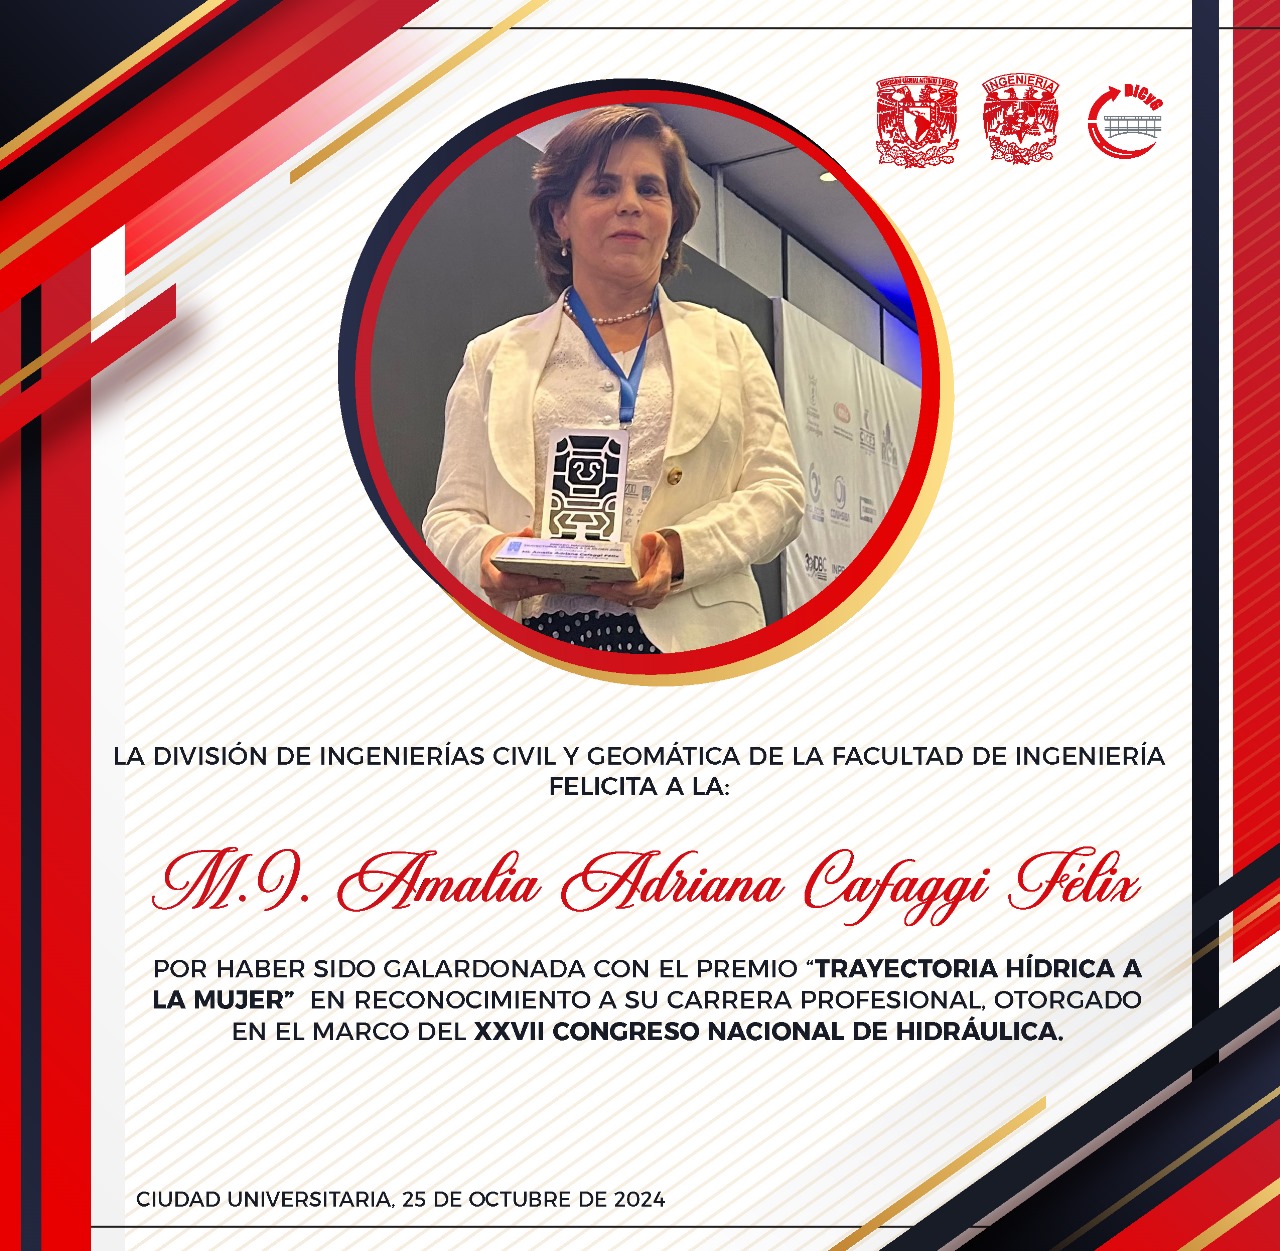 INGENIERIA
DICyG
LA DIVISIÓN DE INGENIERÍAS CIVIL Y GEOMÁTICA DE LA FACULTAD DE INGENIERÍA
FELICITA A LA:
M.I. Amalia Adriana Cafaggi Félix
POR HABER SIDO GALARDONADA CON EL PREMIO “TRAYECTORIA HÍDRICA A
LA MUJER” EN RECONOCIMIENTO A SU CARRERA PROFESIONAL, OTORGADO
EN EL MARCO DEL XXVII CONGRESO NACIONAL DE HIDRÁULICA.
CIUDAD UNIVERSITARIA, 25 DE OCTUBRE DE 2024